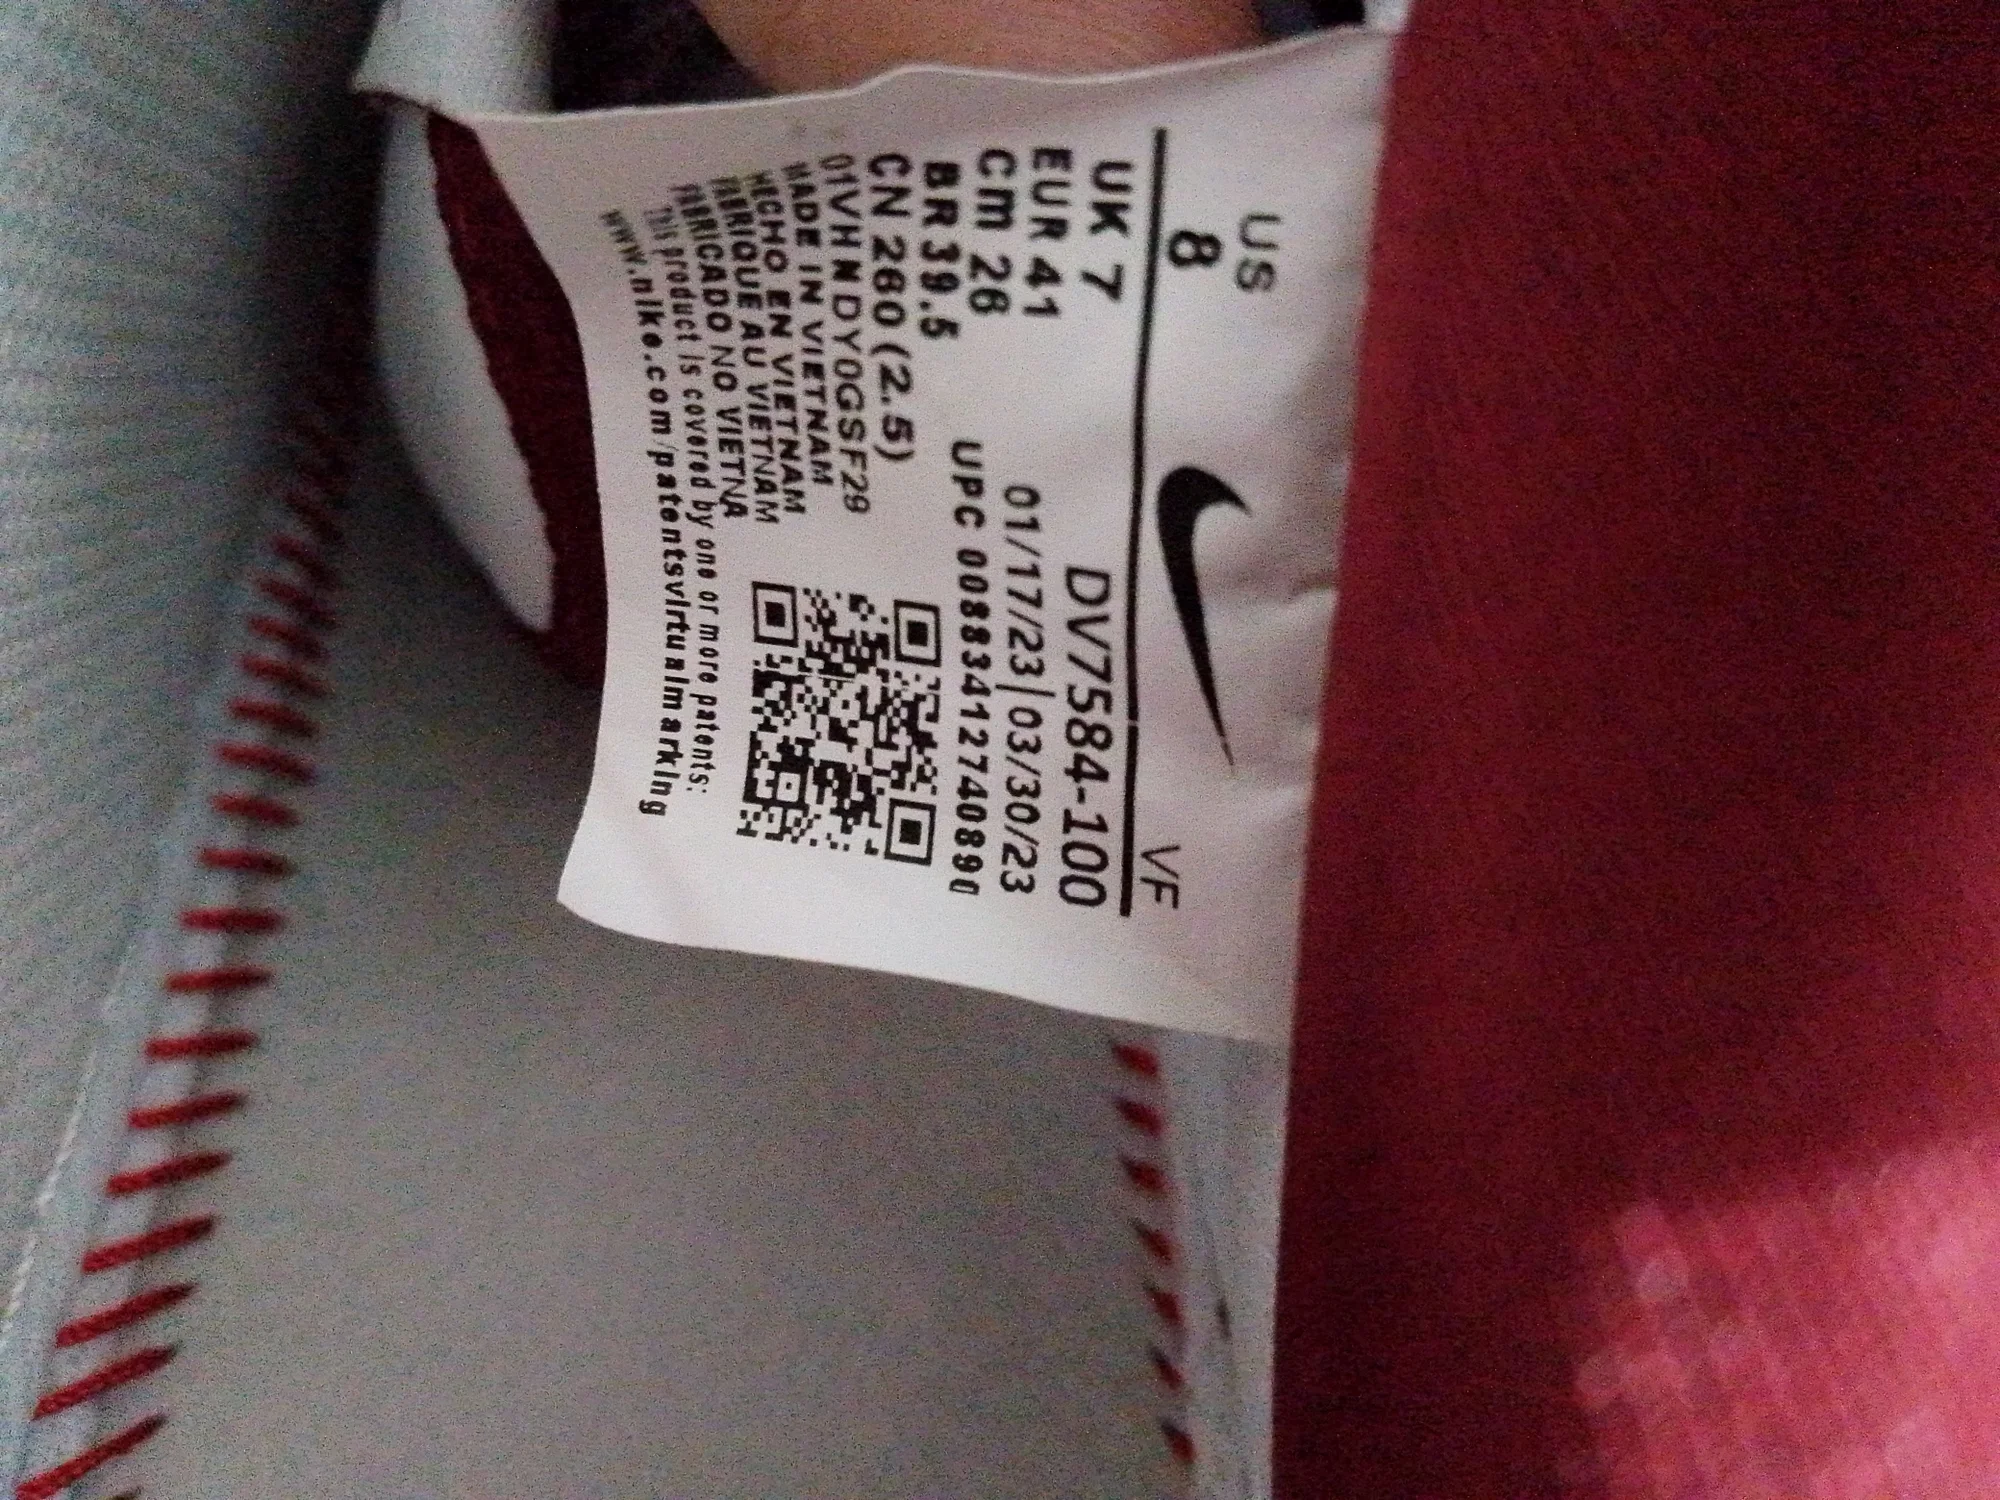 US
8
VF
UK 7
EUR 41
cm 26
BR 39.5
CN 260 (2.5)
DV7584-100
01/17/23|03/30/23
UPC 00883412740890
01VHNDY0GSF29
MADE IN VIETNAM
HECHO EN VIETNAM
FABRIQUE AU VIETNAM
FABRICADO NO VIETNA
This product is covered by one or more patents:
www.nike.com/patentsvirtualmarking